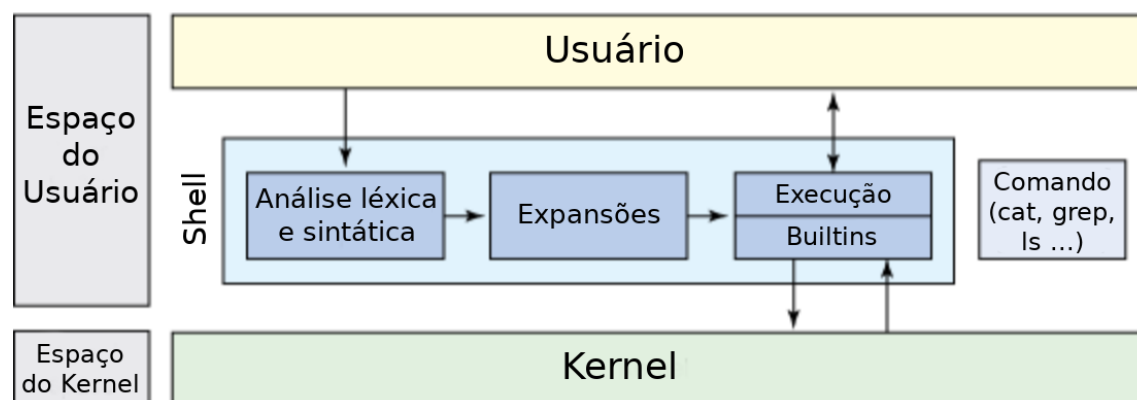 Espaço
do
Usuário
Usuário
Shell
Análise léxica
e sintática
Expansões
Execução
Builtins
Comando
(cat, grep,
ls ...)
Espaço
do Kernel
Kernel